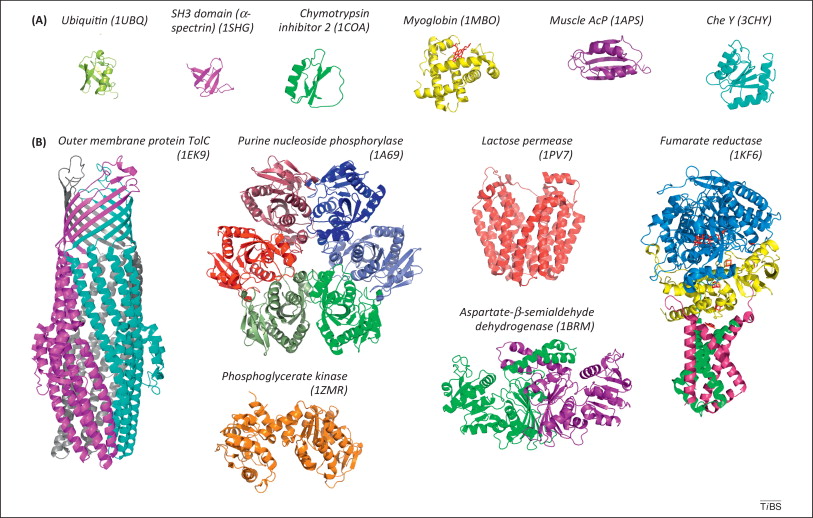 (A)
Ubiquitin (1UBQ)
SH3 domain (α-
spectrin) (1SHG)
Chymotrypsin
inhibitor 2 (1COA)
Myoglobin (1MBO)
Muscle AcP (1APS)
Che Y (3CHY)
(B)
Outer membrane protein TolC
(1EK9)
Purine nucleoside phosphorylase
(1A69)
Lactose permease
(1PV7)
Fumarate reductase
(1KF6)
Aspartate-β-semialdehyde
dehydrogenase (1BRM)
Phosphoglycerate kinase
(1ZMR)
TiBS